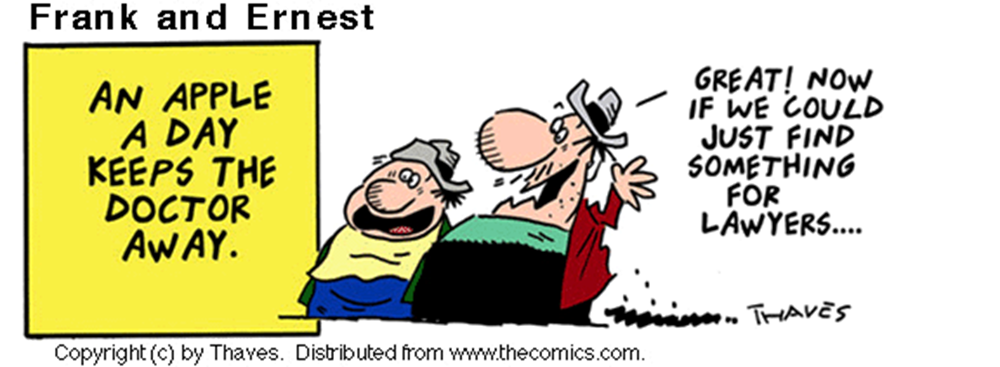 Frank and Ernest
AN APPLE
A DAY
KEEPS THE
DOCTOR
AWAY.
GREAT! NOW
IF WE COULD
JUST FIND
SOMETHING
FOR
LAWYERS....
THAVES
Copyright (c) by Thaves. Distributed from www.thecomics.com.